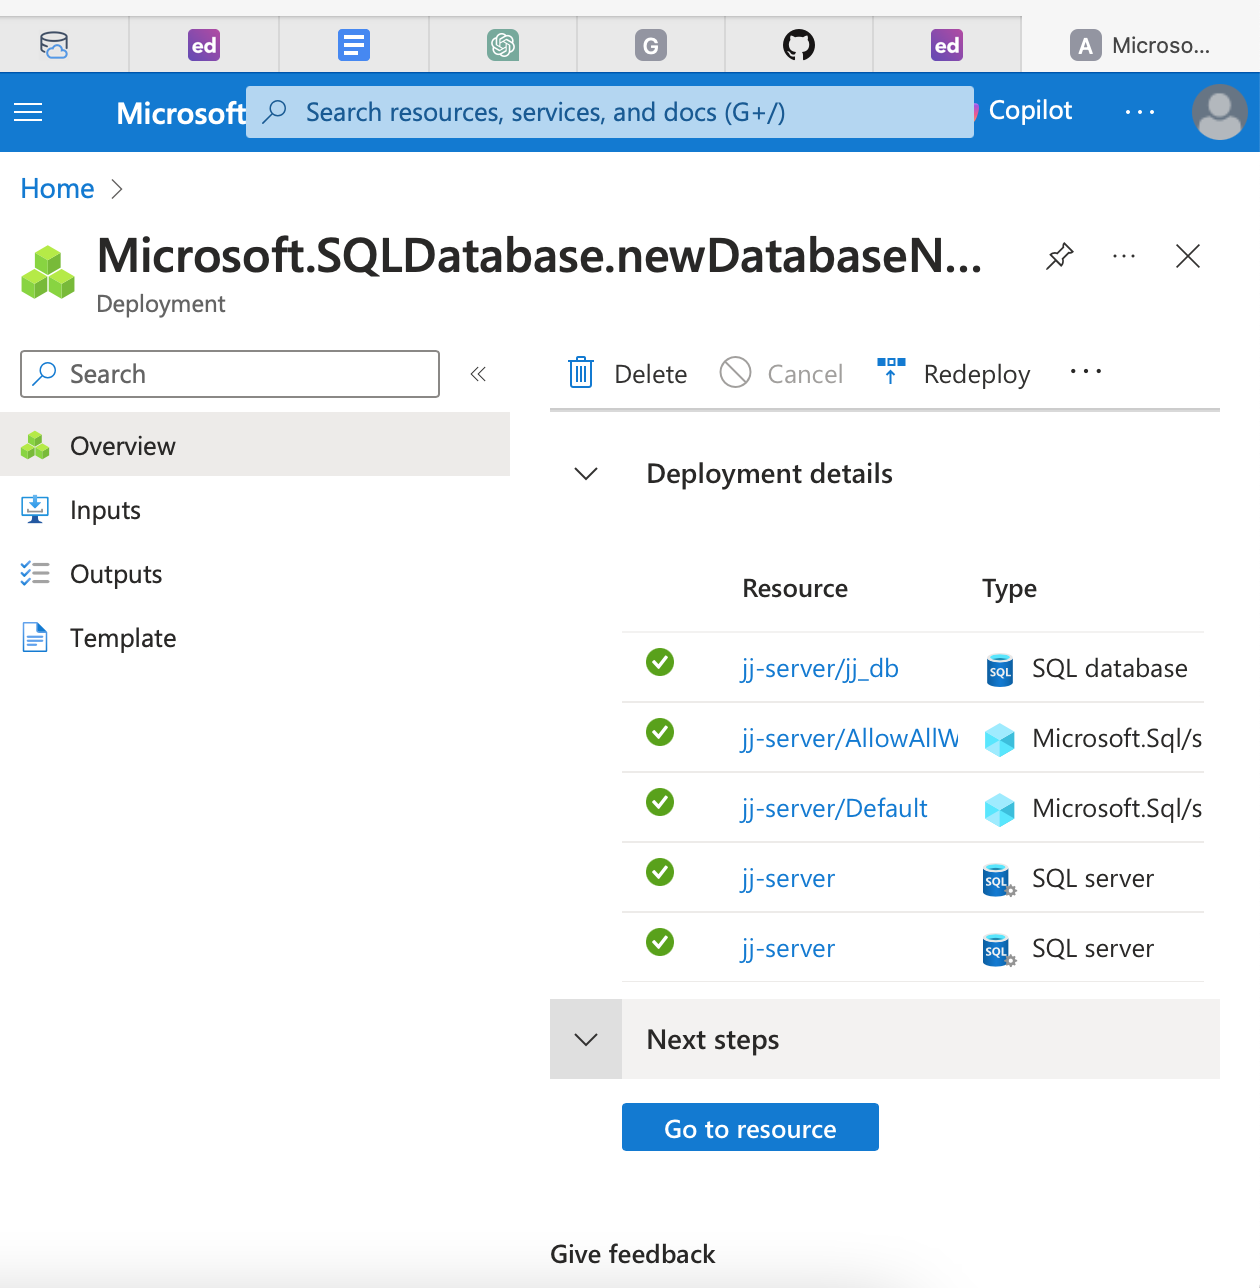 ed
G
ed
A Microso...
Microsoft
Search resources, services, and docs (G+/)
Copilot
...
Home
Microsoft.SQLDatabase.newDatabaseN...
...
Deployment
Search
«
Delete
Cancel
Redeploy
...
Overview
Inputs
Outputs
Template
Deployment details
Resource Type
jj-server/jj_db SQL SQL database
jj-server/AllowAllW Microsoft.Sql/s
jj-server/Default Microsoft.Sql/s
jj-server SQL SQL server
jj-server SQL SQL server
Next steps
Go to resource
Give feedback